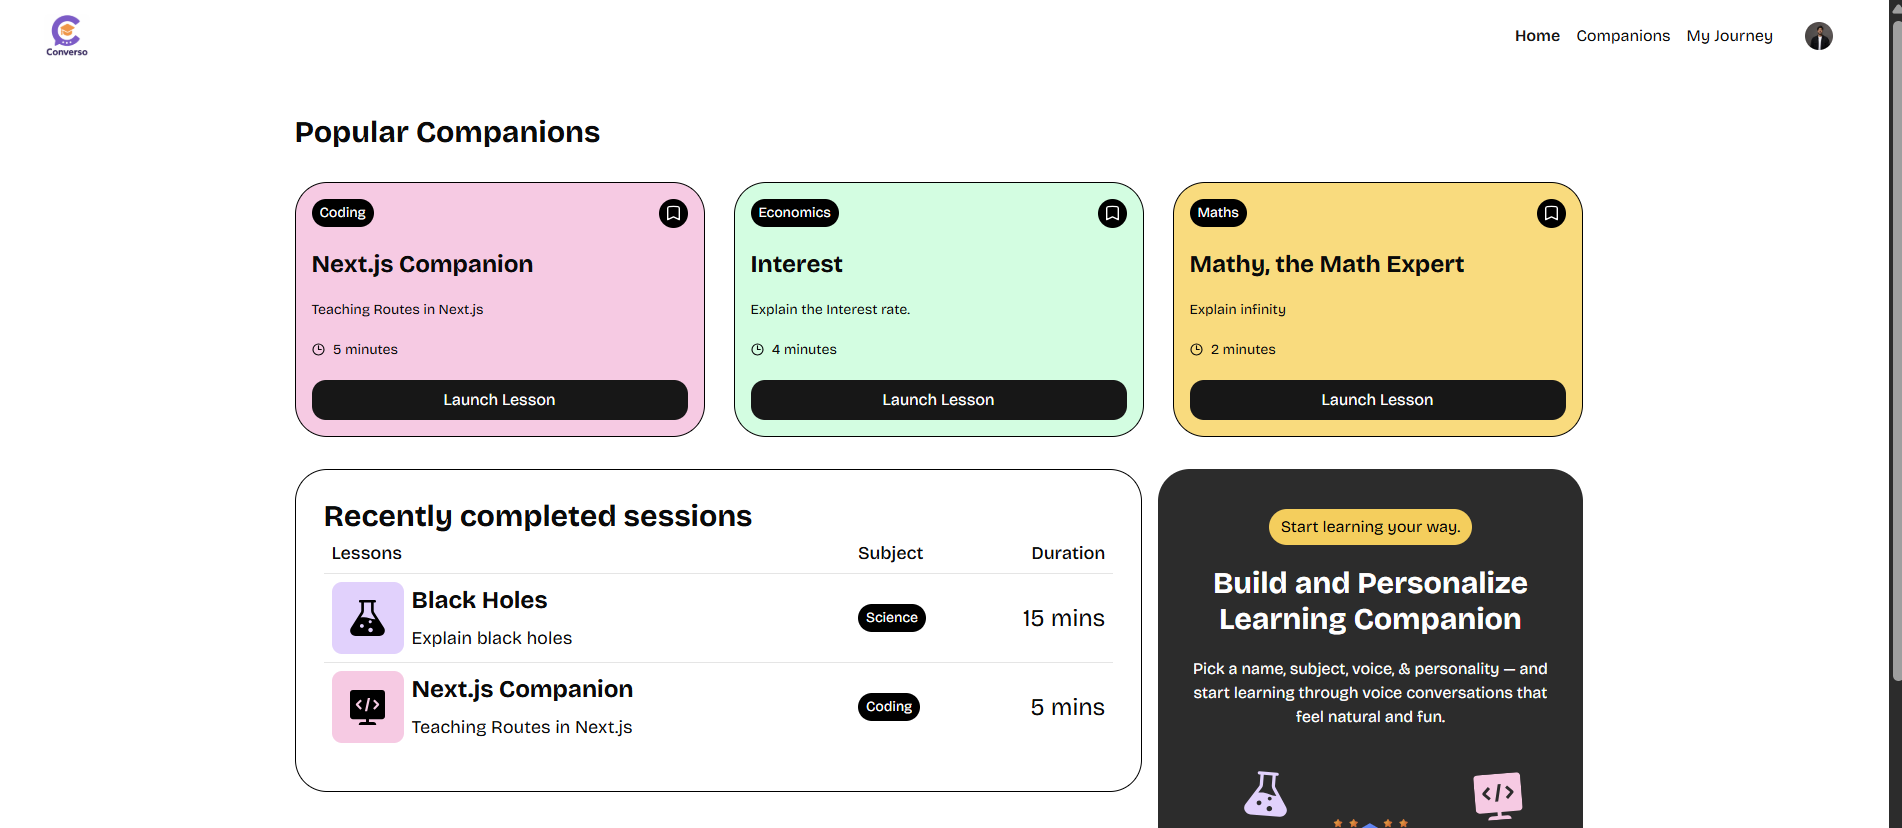 Converso
Home Companions My Journey
Popular Companions
Coding
Next.js Companion
Teaching Routes in Next.js
5 minutes
Launch Lesson
Economics
Interest
Explain the Interest rate.
4 minutes
Launch Lesson
Maths
Mathy, the Math Expert
Explain infinity
2 minutes
Launch Lesson
Recently completed sessions
Lessons Subject Duration
Black Holes
Explain black holes
Science
15 mins
Next.js Companion
Teaching Routes in Next.js
Coding
5 mins
Start learning your way.
Build and Personalize
Learning Companion
Pick a name, subject, voice, & personality — and
start learning through voice conversations that
feel natural and fun.